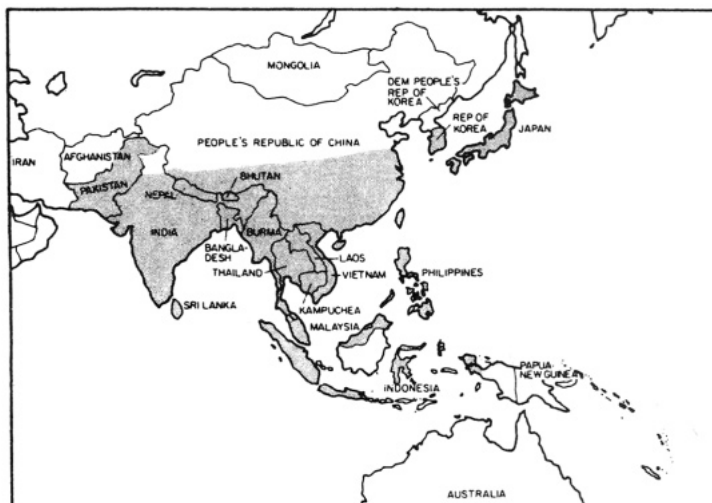 MONGOLIA
DEM PEOPLE'S
REP OF
KOREA
REP OF
KOREA
JAPAN
PEOPLE'S REPUBLIC OF CHINA
IRAN
AFGHANISTAN
PAKISTAN
NEPAL
BHUTAN
INDIA
BURMA
BANGLA-
DESH
LAOS
THAILAND
VIETNAM
PHILIPPINES
KAMPUCHEA
SRI LANKA
MALAYSIA
INDONESIA
PAPUA
NEW GUINEA
AUSTRALIA